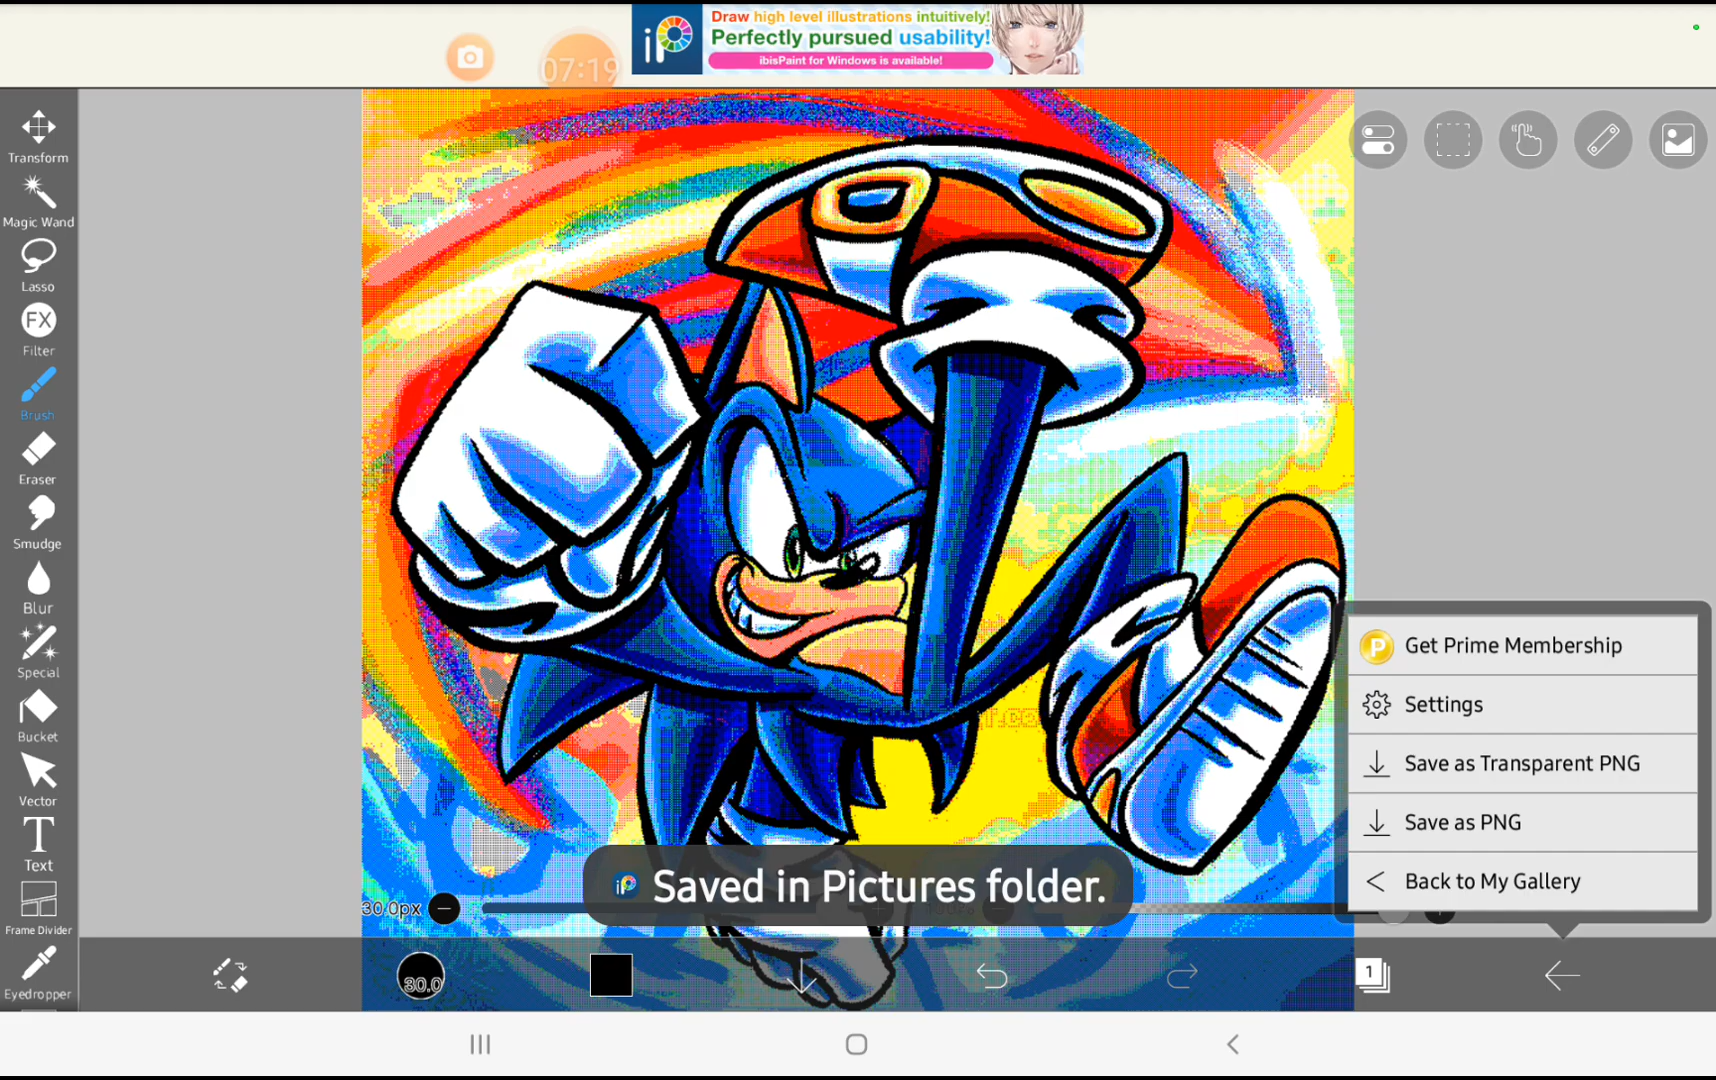 Draw high level illustrations intuitively!
iP
Perfectly pursued usability!
ibisPaint for Windows is available!
07:19
Transform
Magic Wand
Lasso
FX
Filter
Brush
Eraser
Smudge
Blur
Special
Bucket
Vector
T
Text
Frame Divider
Eyedropper
P
Get Prime Membership
Settings
Save as Transparent PNG
Save as PNG
Back to My Gallery
iP Saved in Pictures folder.
30.0px
30.0
1